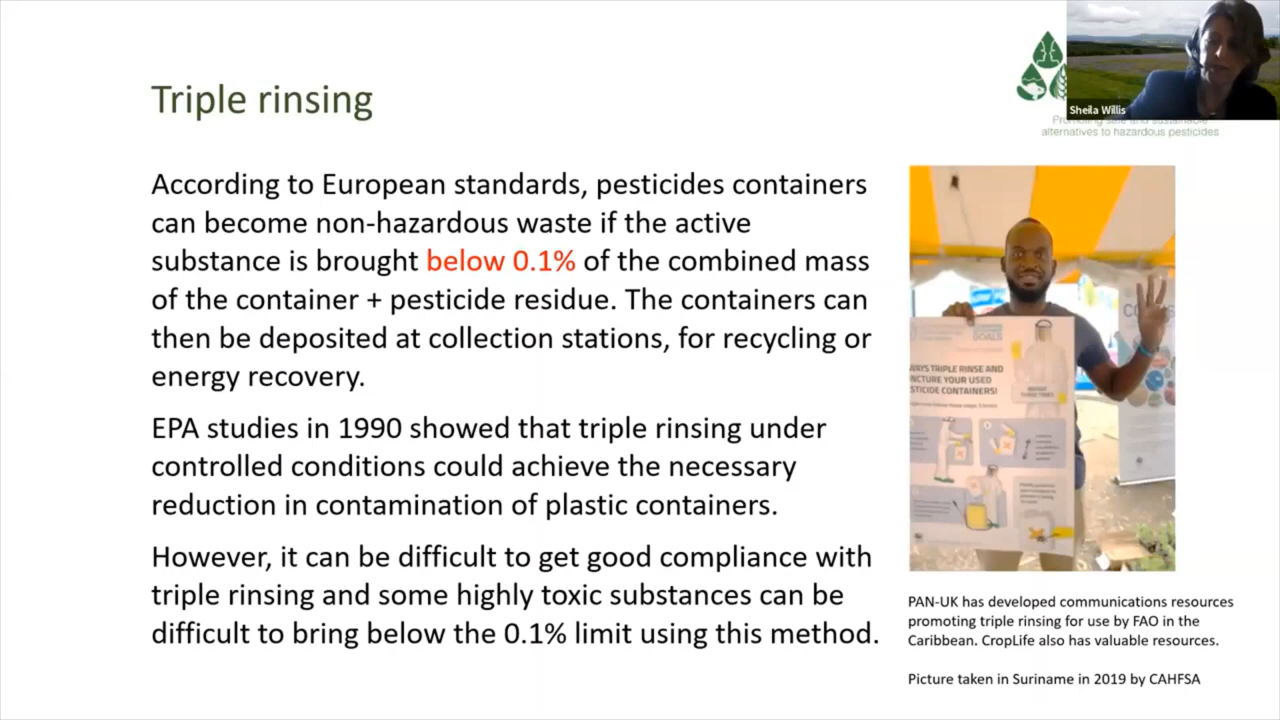 Triple rinsing
Sheila Willis
alternatives to hazardous pesticides
According to European standards, pesticides containers
can become non-hazardous waste if the active
substance is brought below 0.1% of the combined mass
of the container + pesticide residue. The containers can
then be deposited at collection stations, for recycling or
energy recovery.
EPA studies in 1990 showed that triple rinsing under
controlled conditions could achieve the necessary
reduction in contamination of plastic containers.
However, it can be difficult to get good compliance with
triple rinsing and some highly toxic substances can be
difficult to bring below the 0.1% limit using this method.
GOALS
TRIPLE RINSE AND
YOUR USED
CONTAINERS!
PAN-UK has developed communications resources
promoting triple rinsing for use by FAO in the
Caribbean. CropLife also has valuable resources.
Picture taken in Suriname in 2019 by CAHFSA